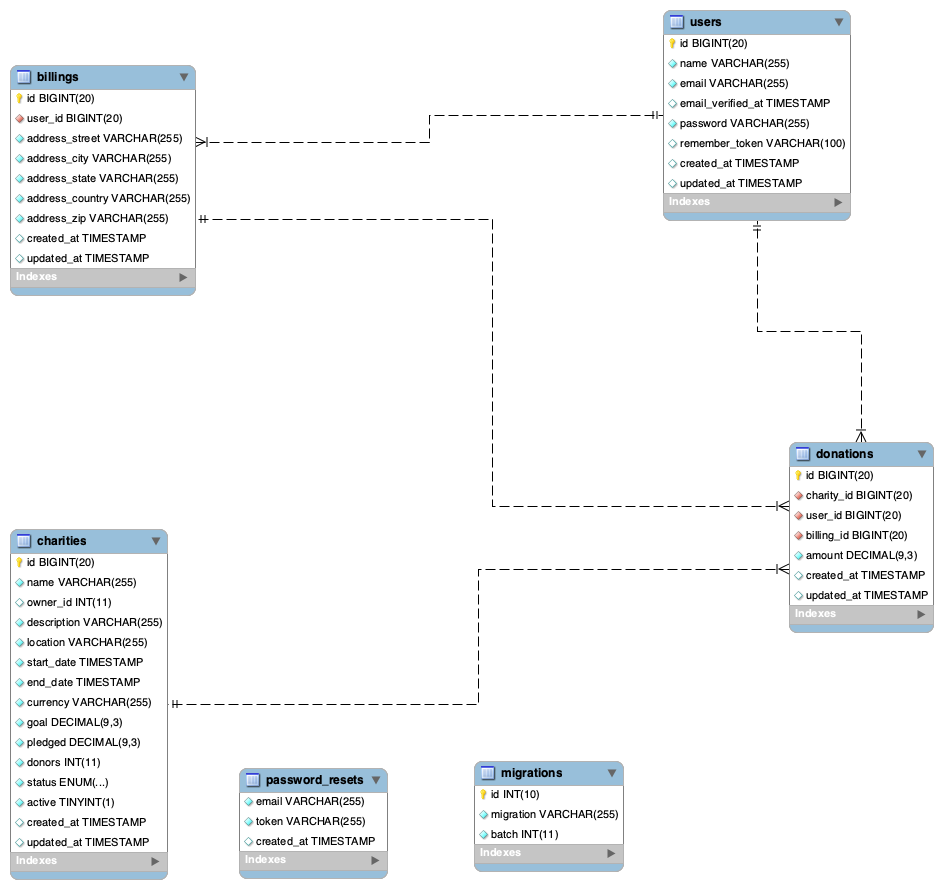 users
id BIGINT(20)
name VARCHAR(255)
email VARCHAR(255)
email_verified_at TIMESTAMP
password VARCHAR(255)
remember_token VARCHAR(100)
created_at TIMESTAMP
updated_at TIMESTAMP
Indexes
billings
id BIGINT(20)
user_id BIGINT(20)
address_street VARCHAR(255)
address_city VARCHAR(255)
address_state VARCHAR(255)
address_country VARCHAR(255)
address_zip VARCHAR(255)
created_at TIMESTAMP
updated_at TIMESTAMP
Indexes
donations
id BIGINT(20)
charity_id BIGINT(20)
user_id BIGINT(20)
billing_id BIGINT(20)
amount DECIMAL(9,3)
created_at TIMESTAMP
updated_at TIMESTAMP
Indexes
charities
id BIGINT(20)
name VARCHAR(255)
owner_id INT(11)
description VARCHAR(255)
location VARCHAR(255)
start_date TIMESTAMP
end_date TIMESTAMP
currency VARCHAR(255)
goal DECIMAL(9,3)
pledged DECIMAL(9,3)
donors INT(11)
status ENUM(...)
active TINYINT(1)
created_at TIMESTAMP
updated_at TIMESTAMP
Indexes
password_resets
email VARCHAR(255)
token VARCHAR(255)
created_at TIMESTAMP
Indexes
migrations
id INT(10)
migration VARCHAR(255)
batch INT(11)
Indexes